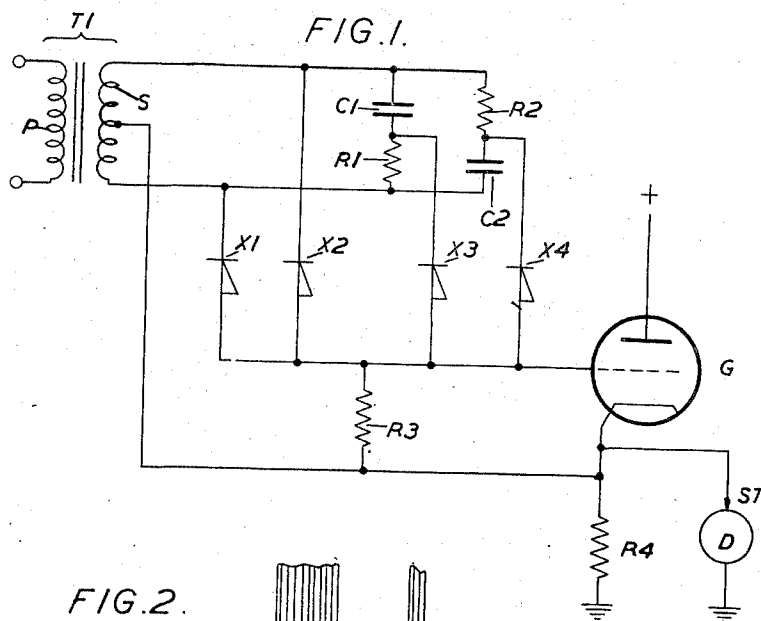 T1
FIG.1.
S
P
C1
R2
R1
C2
+
X1
X2
X3
X4
G
R3
ST
R4
D
FIG.2.